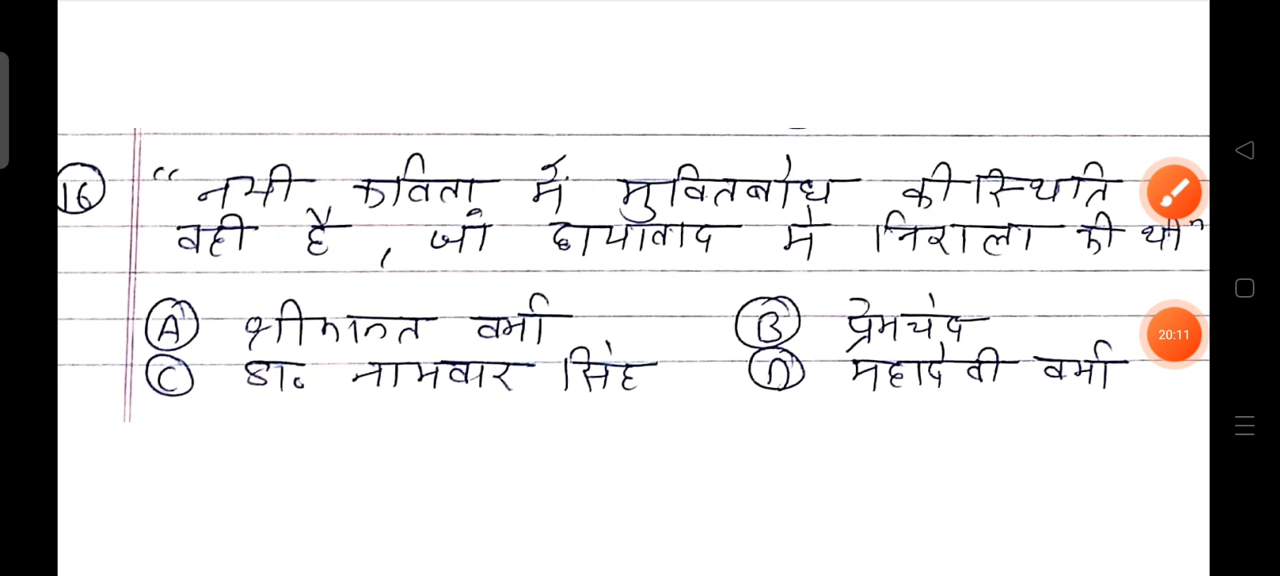 16 “ नयी कविता में मुक्तिबोध की स्थिति
वही है, जो छायावाद मे निराला की थी”
A श्रीकान्त वर्मा B प्रेमचंद
C डा. नामवर सिंह D महादेवी वर्मा
20:11